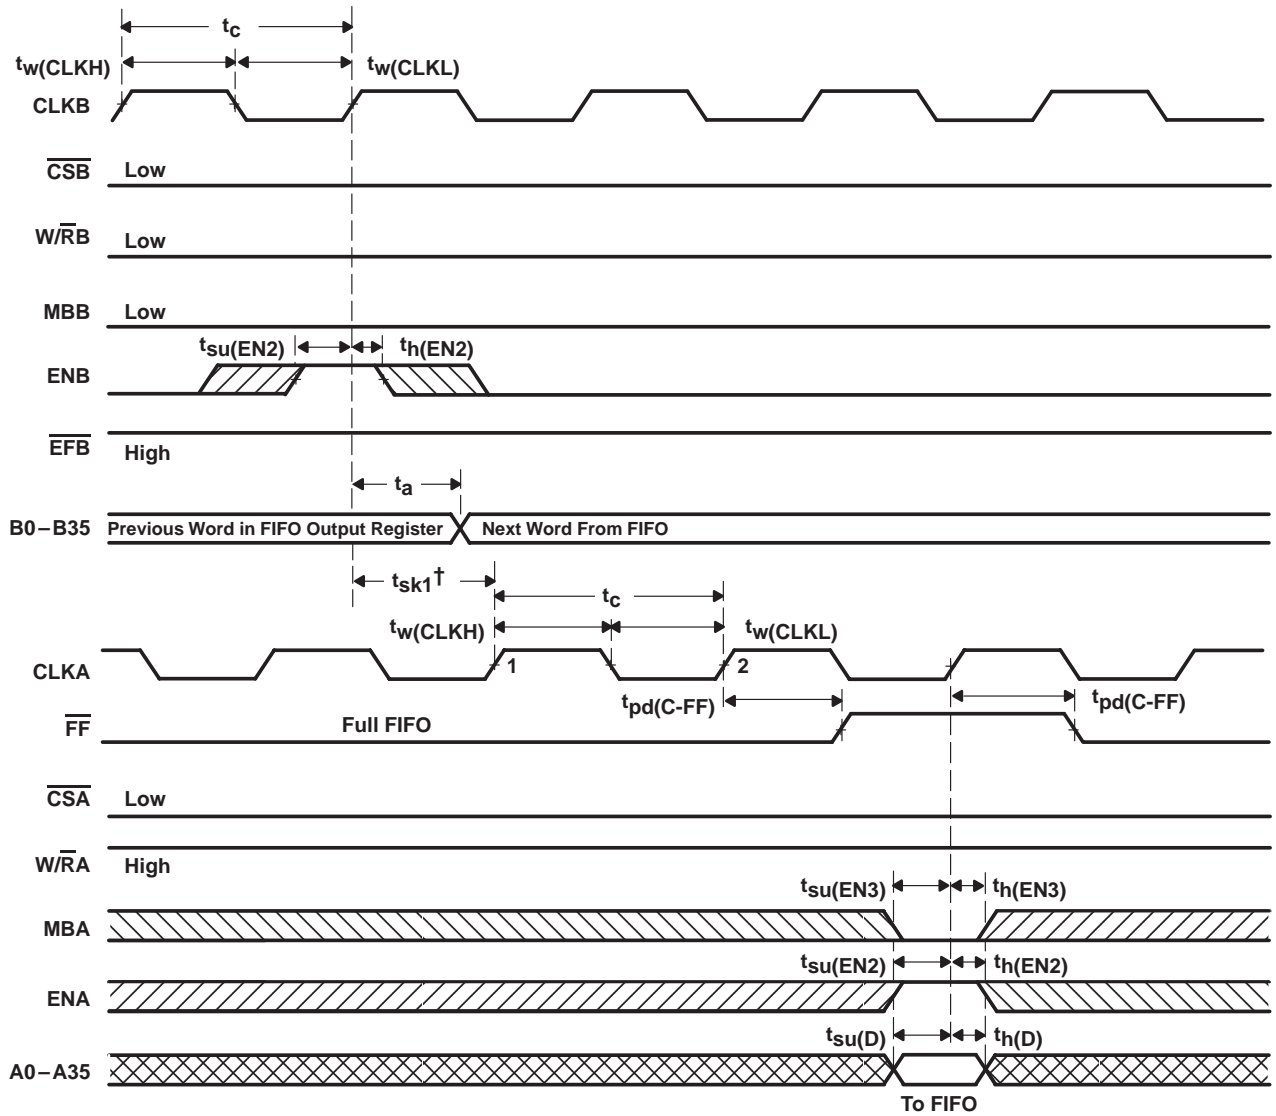 tc
tw(CLKH) tw(CLKL)
CLKB
CSB Low
W/RB Low
MBB Low
tsu(EN2) th(EN2)
ENB
EFB High
ta
B0–B35 Previous Word in FIFO Output Register Next Word From FIFO
tsk1†
tc
tw(CLKH) tw(CLKL)
CLKA 1 2
tpd(C-FF) tpd(C-FF)
FF Full FIFO
CSA Low
W/RA High
tsu(EN3) th(EN3)
MBA
tsu(EN2) th(EN2)
ENA
tsu(D) th(D)
A0–A35
To FIFO